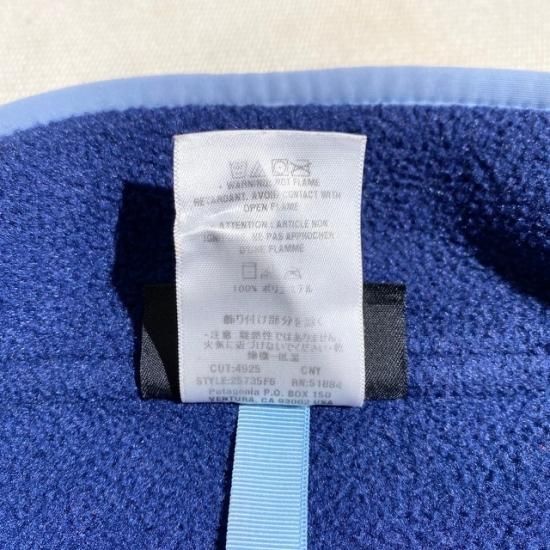 - WARNING: NOT FLAME
RETARDANT. AVOID CONTACT WITH
OPEN FLAME
- ATTENTION : ARTICLE NON
IGNIFUGE. NE PAS APPROCHER
D'UNE FLAMME
100% ポリエステル
飾り付け部分を除く
- 注意 難燃性ではありません
火気に近づけないでください・乾
燥機-低温
CUT:4925 CNY
STYLE:25735F6 RN:51884
Patagonia P.O. BOX 150
VENTURA, CA 93002 USA